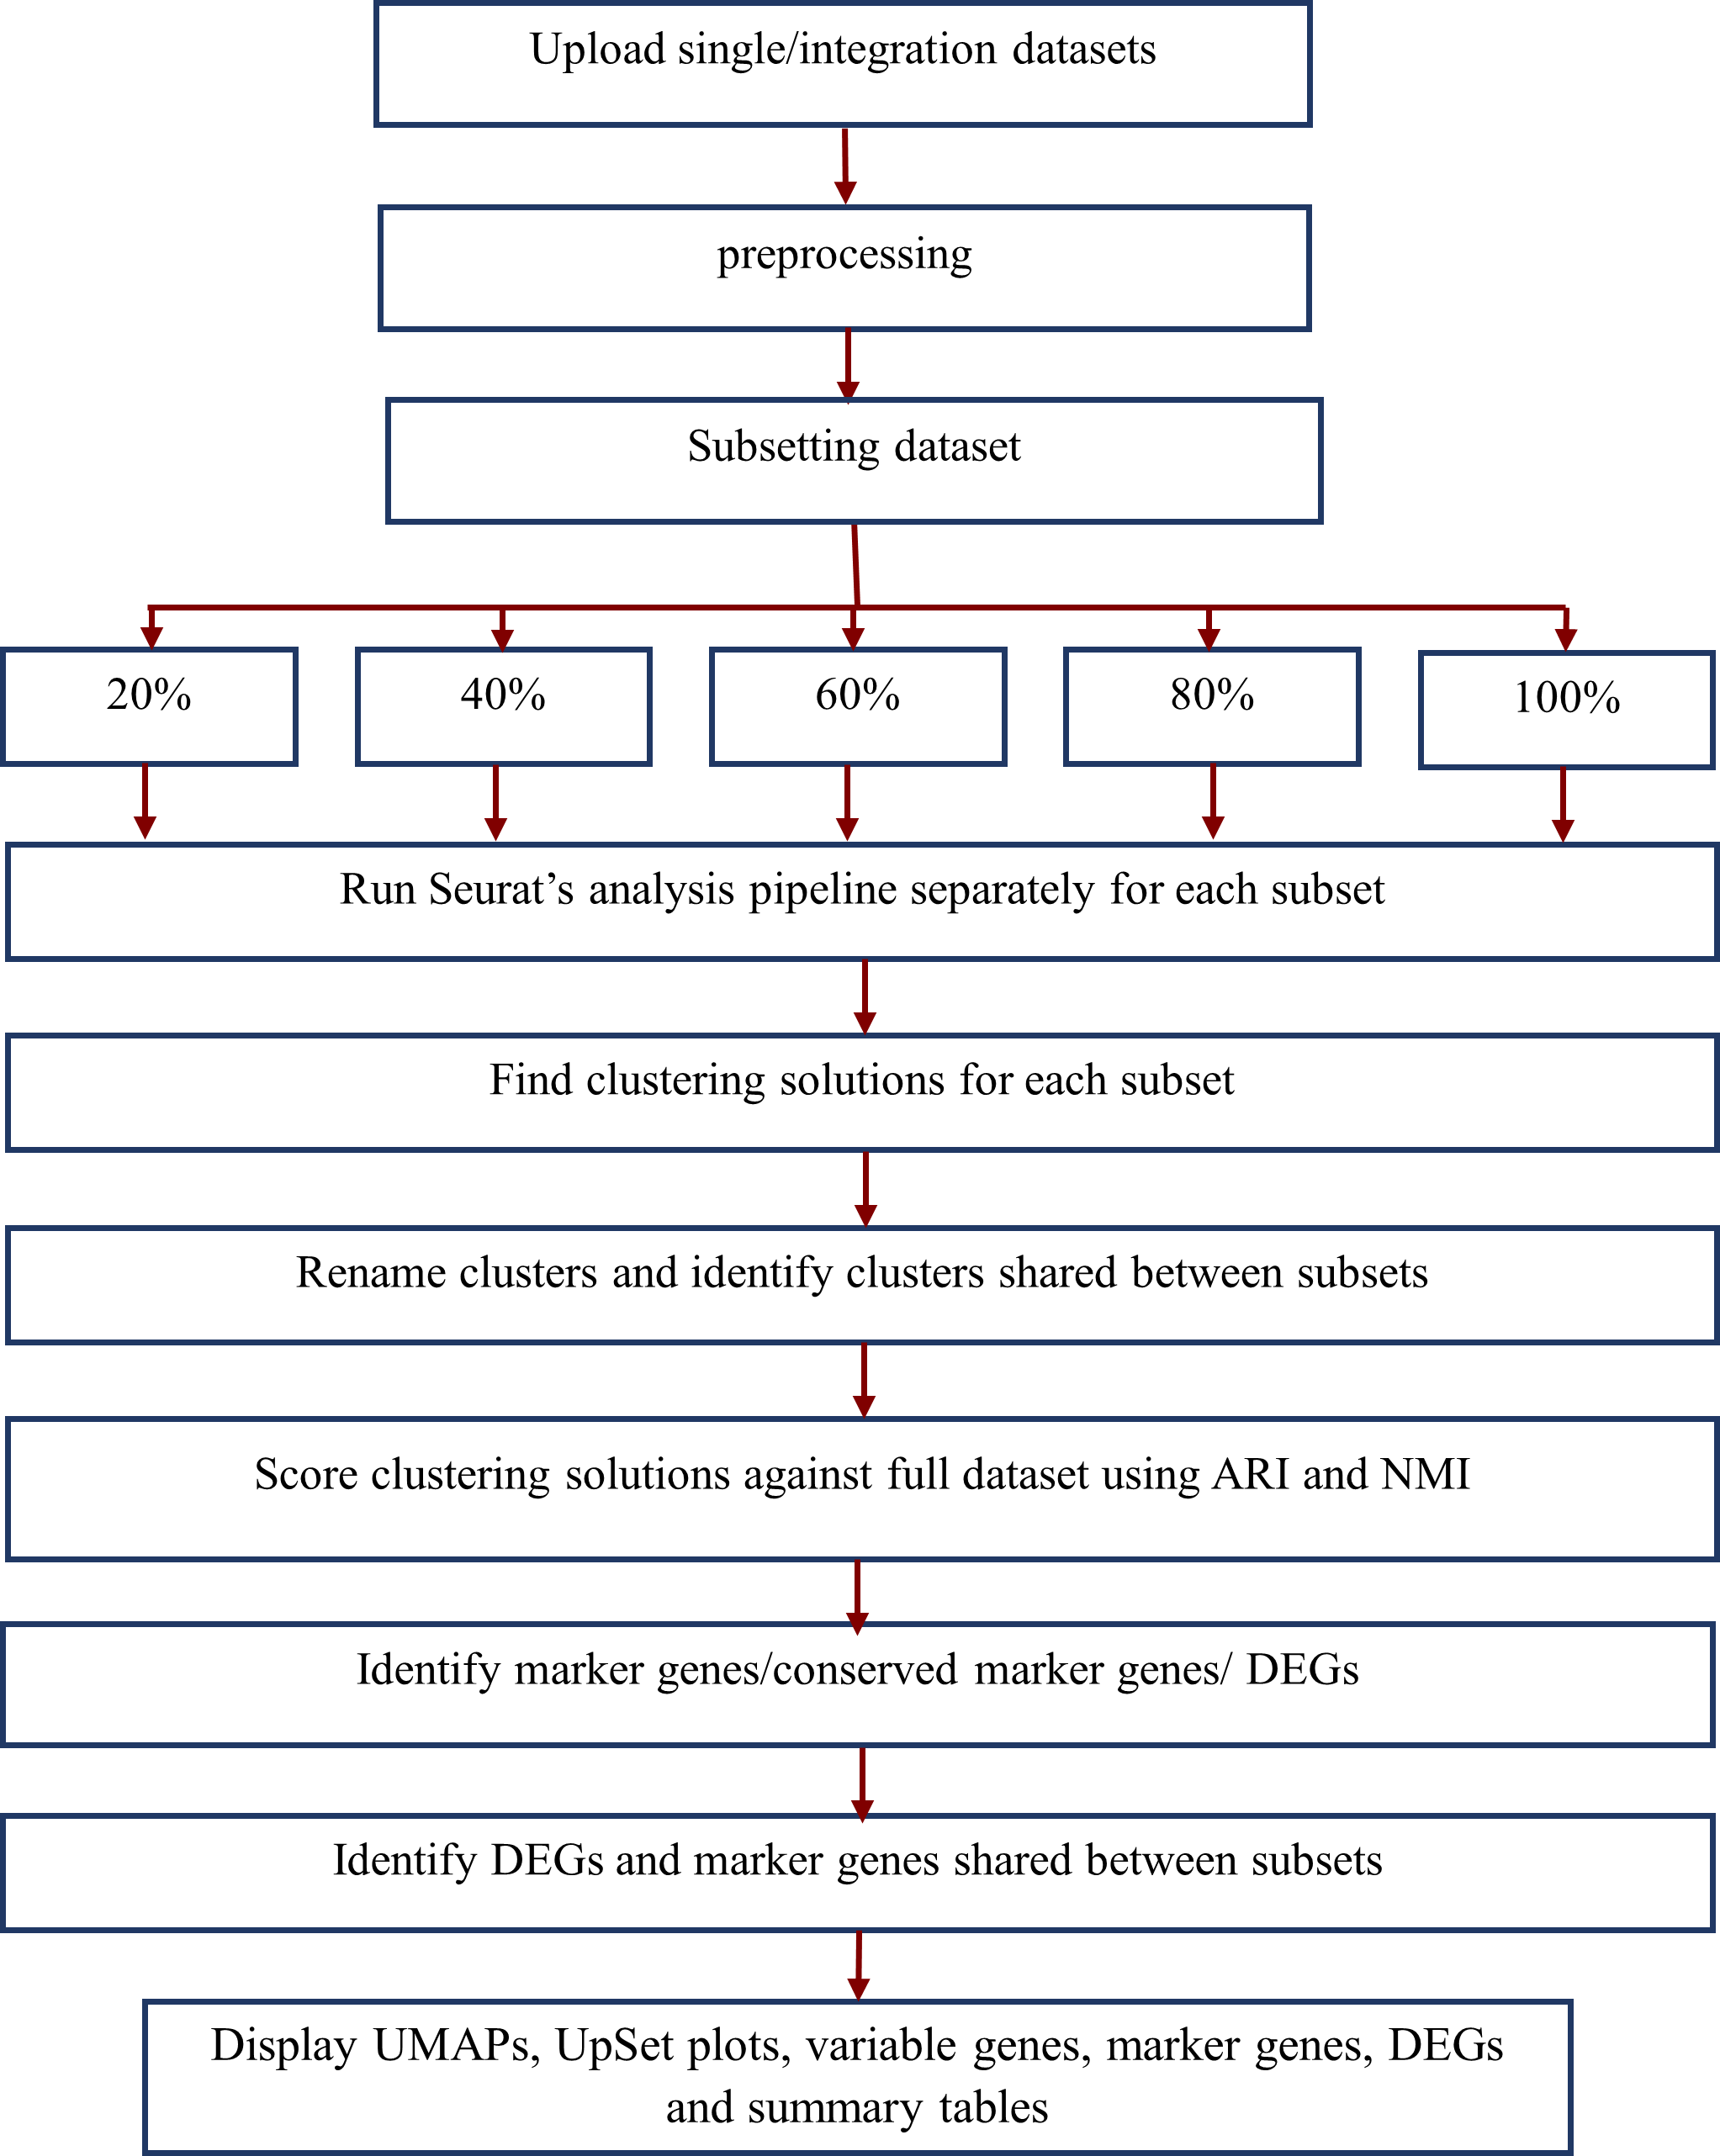 Upload single/integration datasets
preprocessing
Subsetting dataset
20%
40%
60%
80%
100%
Run Seurat’s analysis pipeline separately for each subset
Find clustering solutions for each subset
Rename clusters and identify clusters shared between subsets
Score clustering solutions against full dataset using ARI and NMI
Identify marker genes/conserved marker genes/ DEGs
Identify DEGs and marker genes shared between subsets
Display UMAPs, UpSet plots, variable genes, marker genes, DEGs
and summary tables